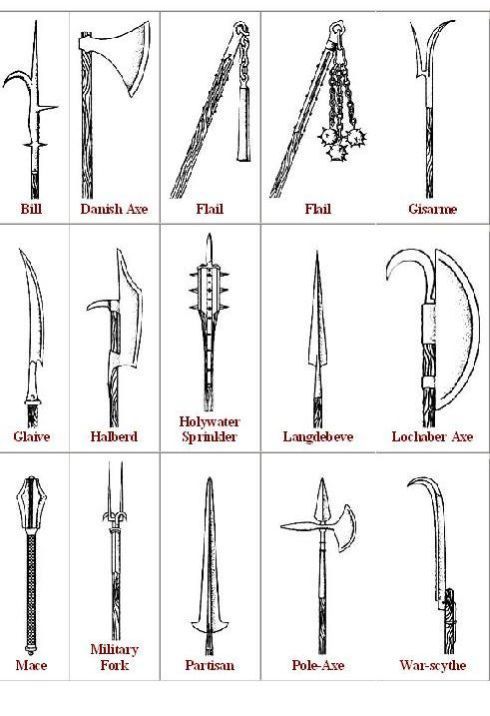 Bill
Danish Axe
Flail
Flail
Gisarme
Glaive
Halberd
Holywater
Sprinkler
Langdebeve
Lochaber Axe
Mace
Military
Fork
Partisan
Pole-Axe
War-scythe